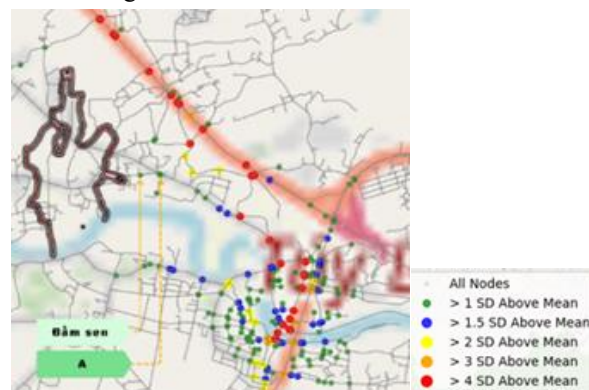 Đầm sen
A
All Nodes
> 1 SD Above Mean
> 1.5 SD Above Mean
> 2 SD Above Mean
> 3 SD Above Mean
> 4 SD Above Mean